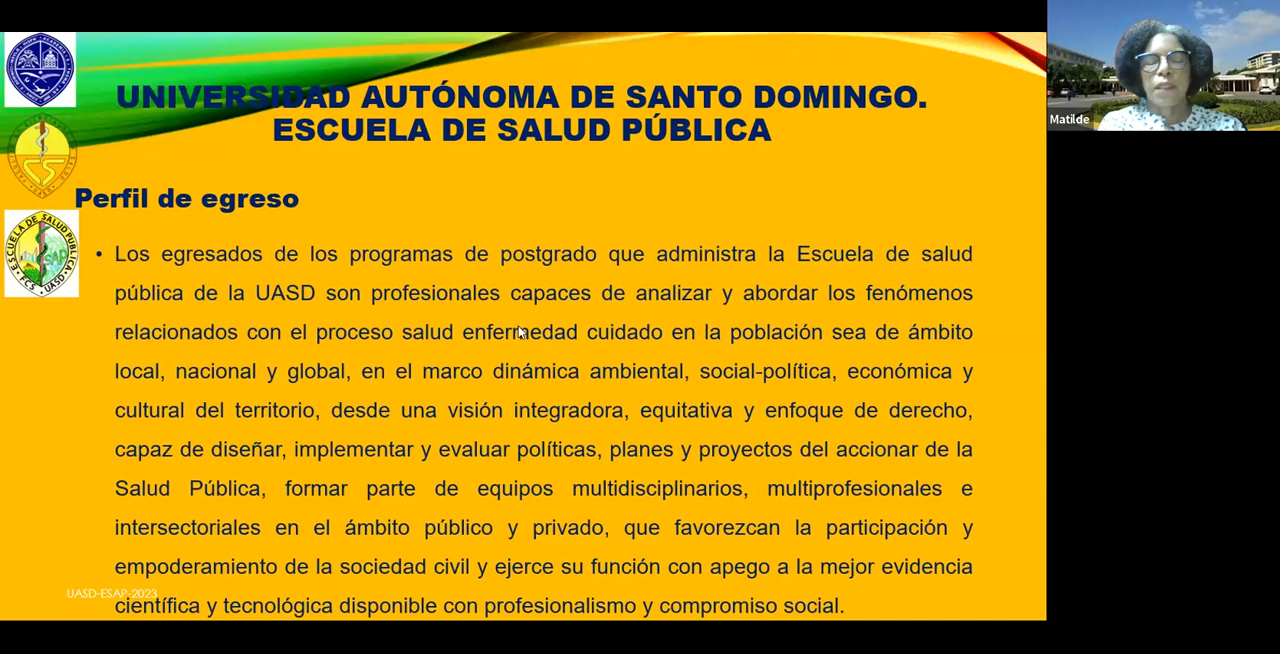 UNIVERSIDAD AUTÓNOMA DE SANTO DOMINGO.
ESCUELA DE SALUD PÚBLICA
Matilde
Perfil de egreso
ESCUELA DE SALUD PÚBLICA
FCS • UASD
• Los egresados de los programas de postgrado que administra la Escuela de salud
pública de la UASD son profesionales capaces de analizar y abordar los fenómenos
relacionados con el proceso salud enfermedad cuidado en la población sea de ámbito
local, nacional y global, en el marco dinámica ambiental, social-política, económica y
cultural del territorio, desde una visión integradora, equitativa y enfoque de derecho,
capaz de diseñar, implementar y evaluar políticas, planes y proyectos del accionar de la
Salud Pública, formar parte de equipos multidisciplinarios, multiprofesionales e
intersectoriales en el ámbito público y privado, que favorezcan la participación y
empoderamiento de la sociedad civil y ejerce su función con apego a la mejor evidencia
científica y tecnológica disponible con profesionalismo y compromiso social.
UASD-ESAP-2023